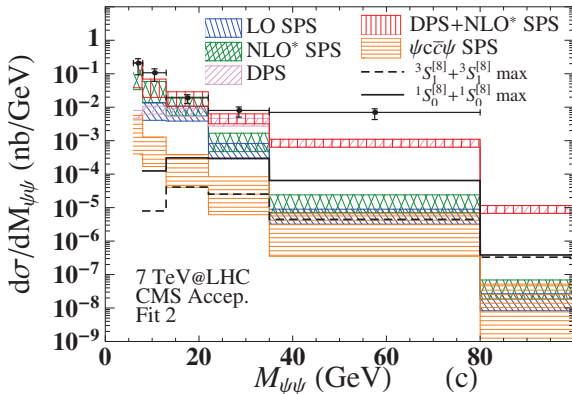 LO SPS
NLO* SPS
DPS
DPS+NLO* SPS
ψcc̅ψ SPS
³S₁^[8]+³S₁^[8] max
¹S₀^[8]+¹S₀^[8] max
dσ/dM_ψψ (nb/GeV)
1
10⁻¹
10⁻²
10⁻³
10⁻⁴
10⁻⁵
10⁻⁶
10⁻⁷
10⁻⁸
10⁻⁹
7 TeV@LHC
CMS Accep.
Fit 2
0 20 40 60 80
M_ψψ (GeV) (c)